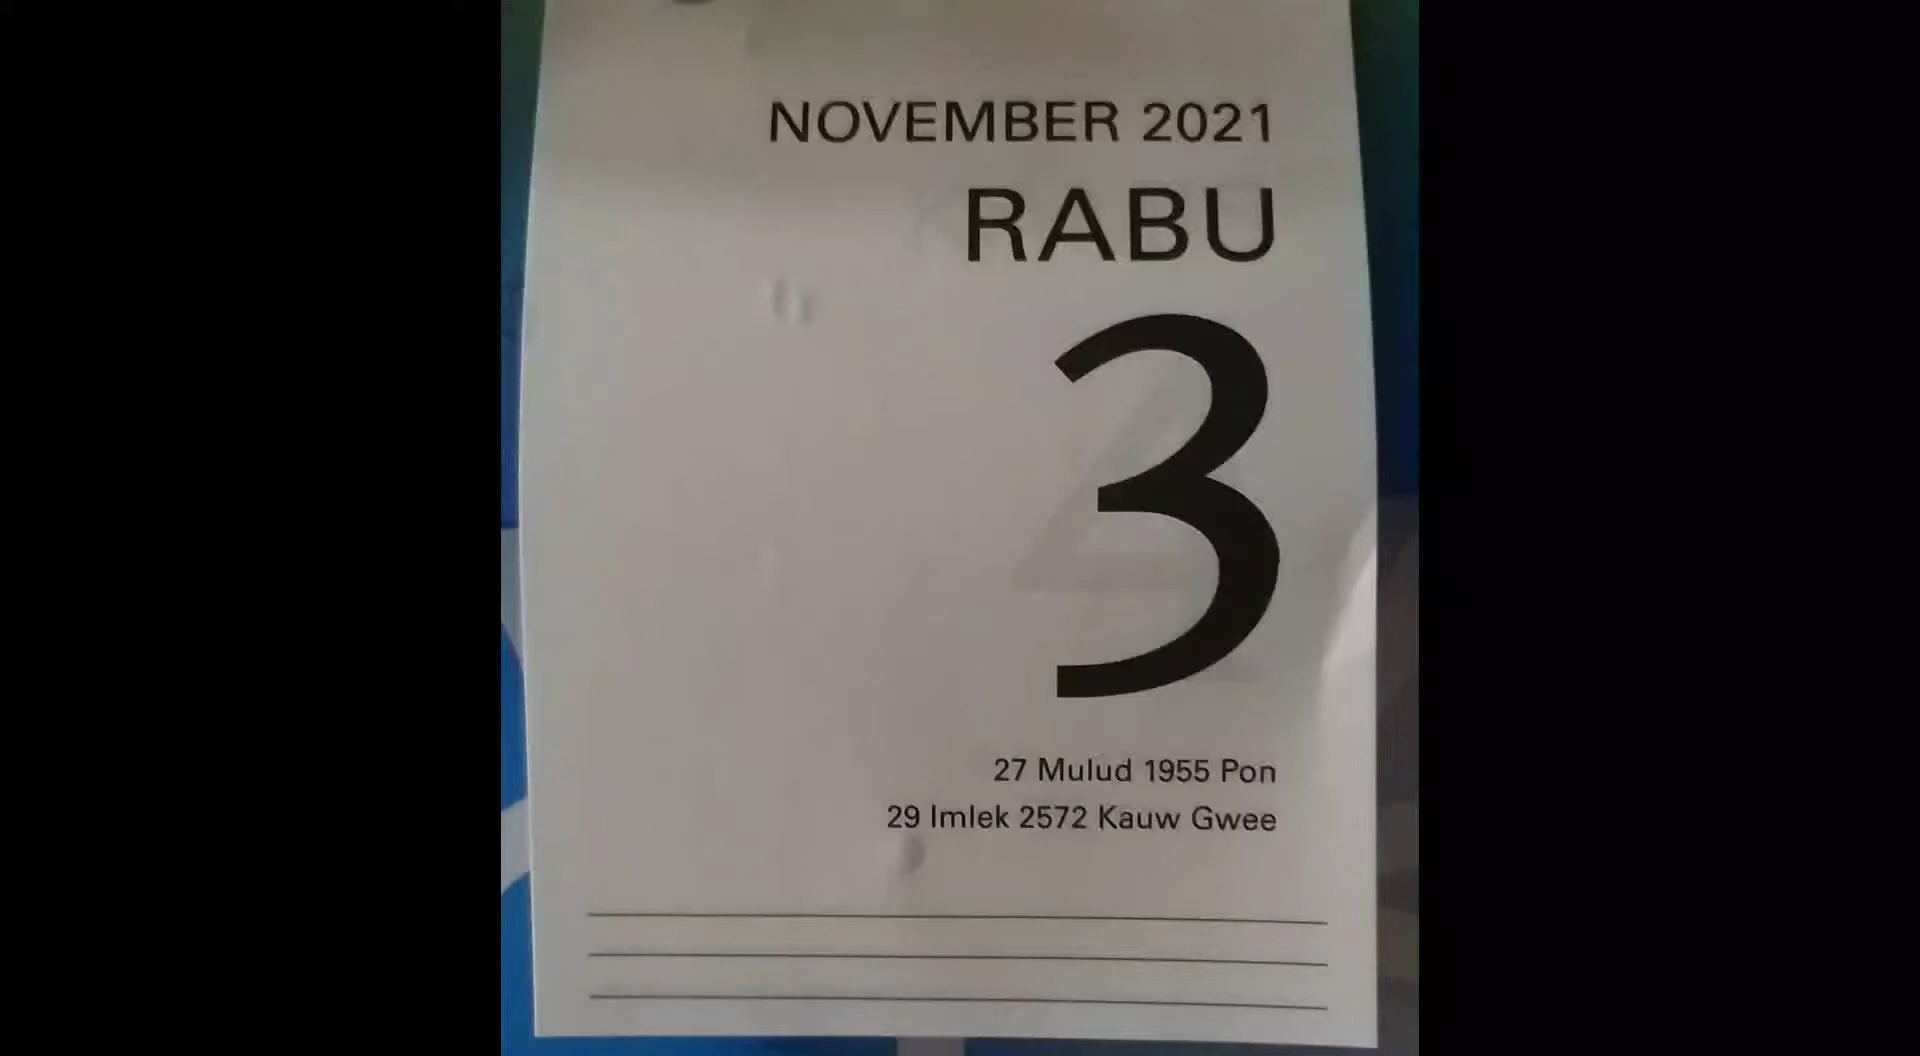 NOVEMBER 2021
RABU
3
27 Mulud 1955 Pon
29 Imlek 2572 Kauw Gwee